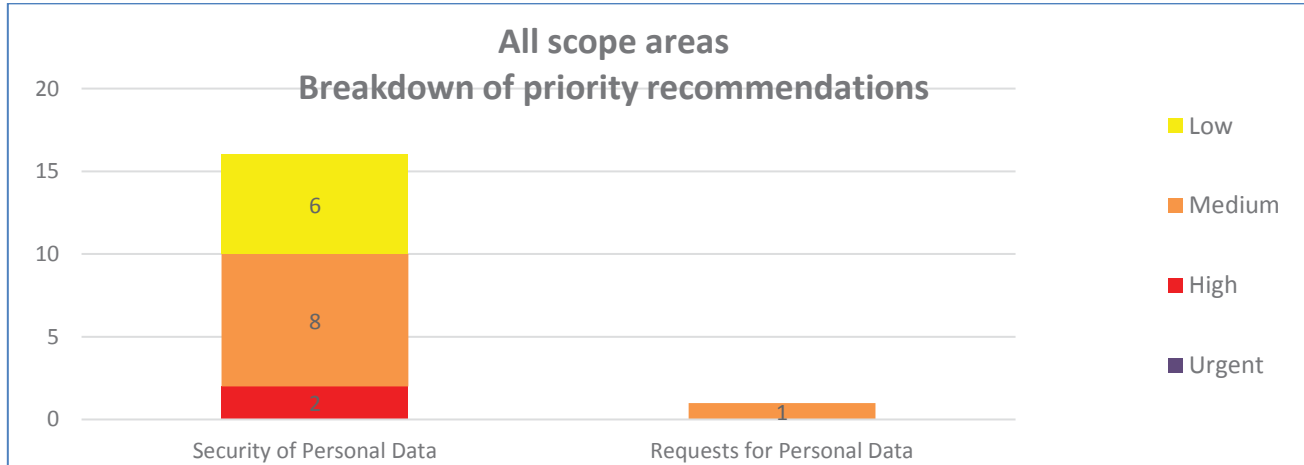 All scope areas
Breakdown of priority recommendations
20
15
10
5
0
6
8
2
1
Security of Personal Data
Requests for Personal Data
Low
Medium
High
Urgent